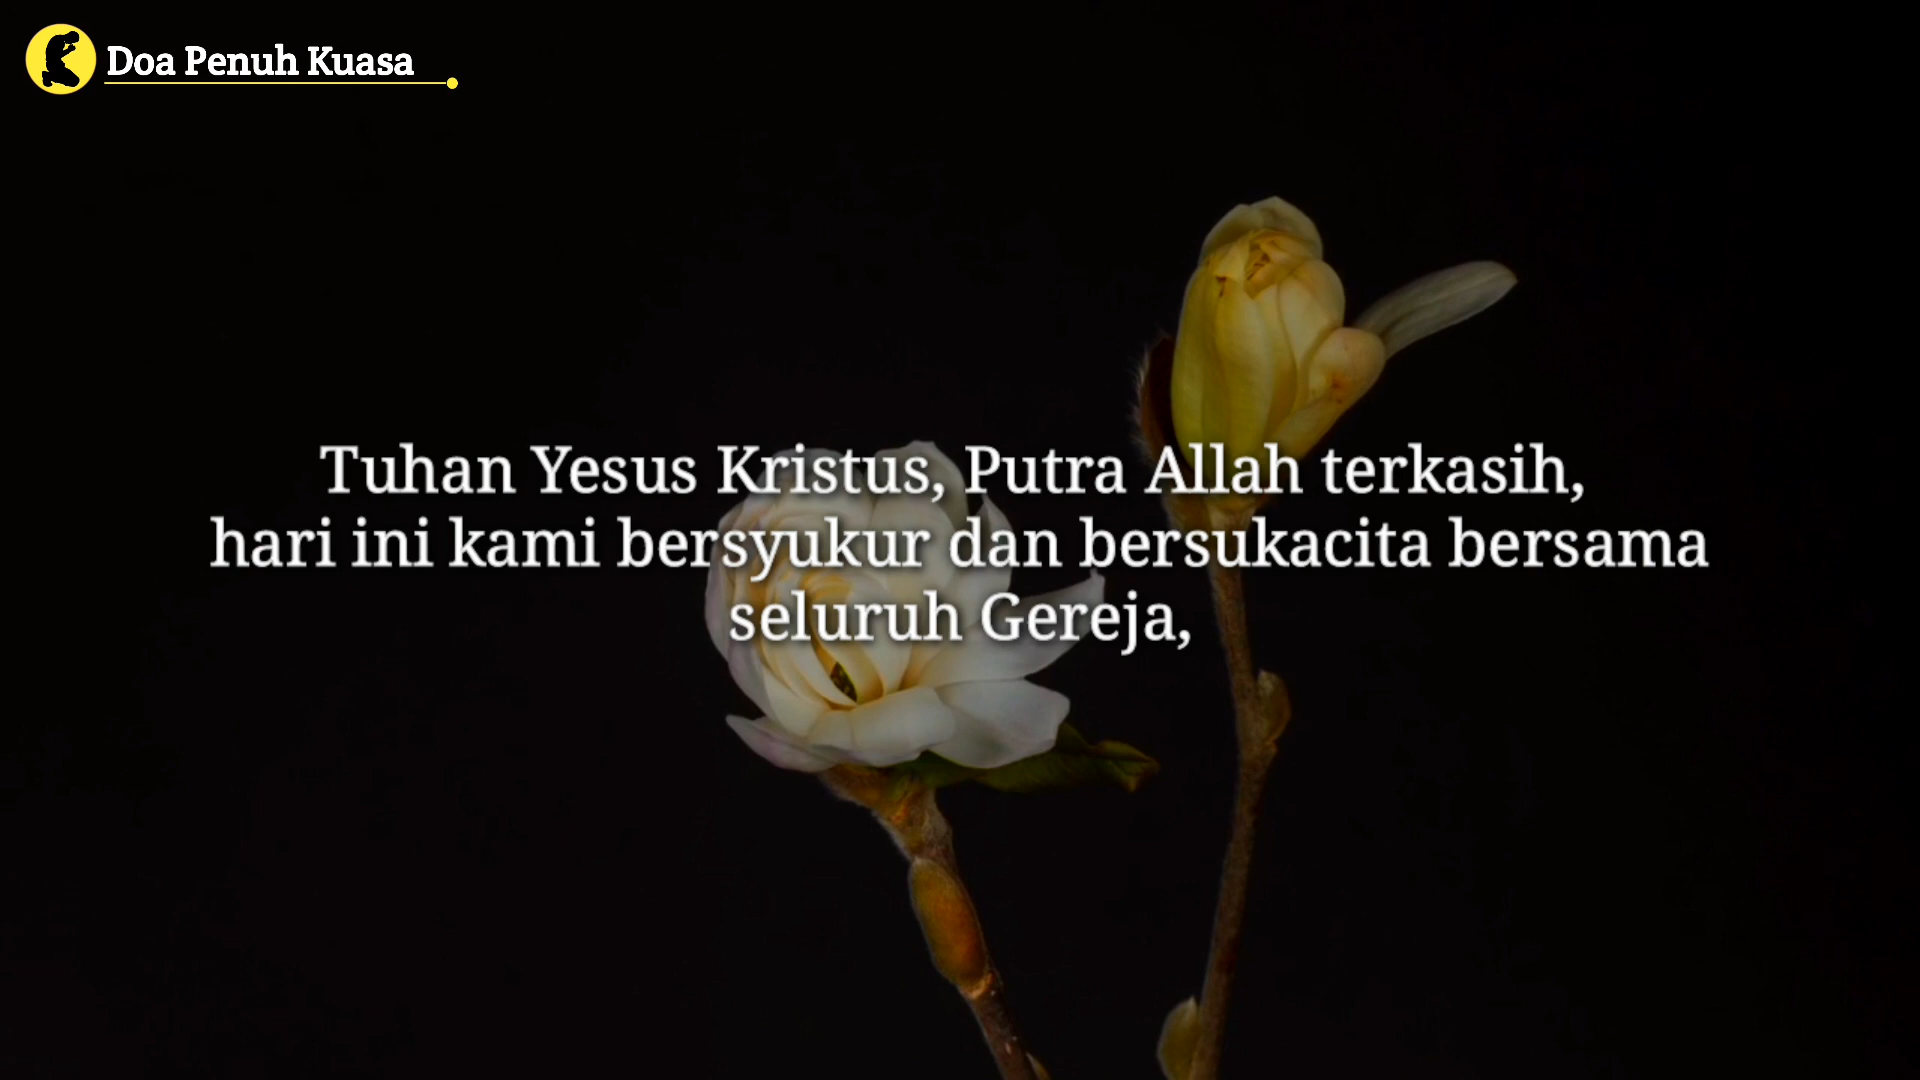 Doa Penuh Kuasa
Tuhan Yesus Kristus, Putra Allah terkasih,
hari ini kami bersyukur dan bersukacita bersama
seluruh Gereja,